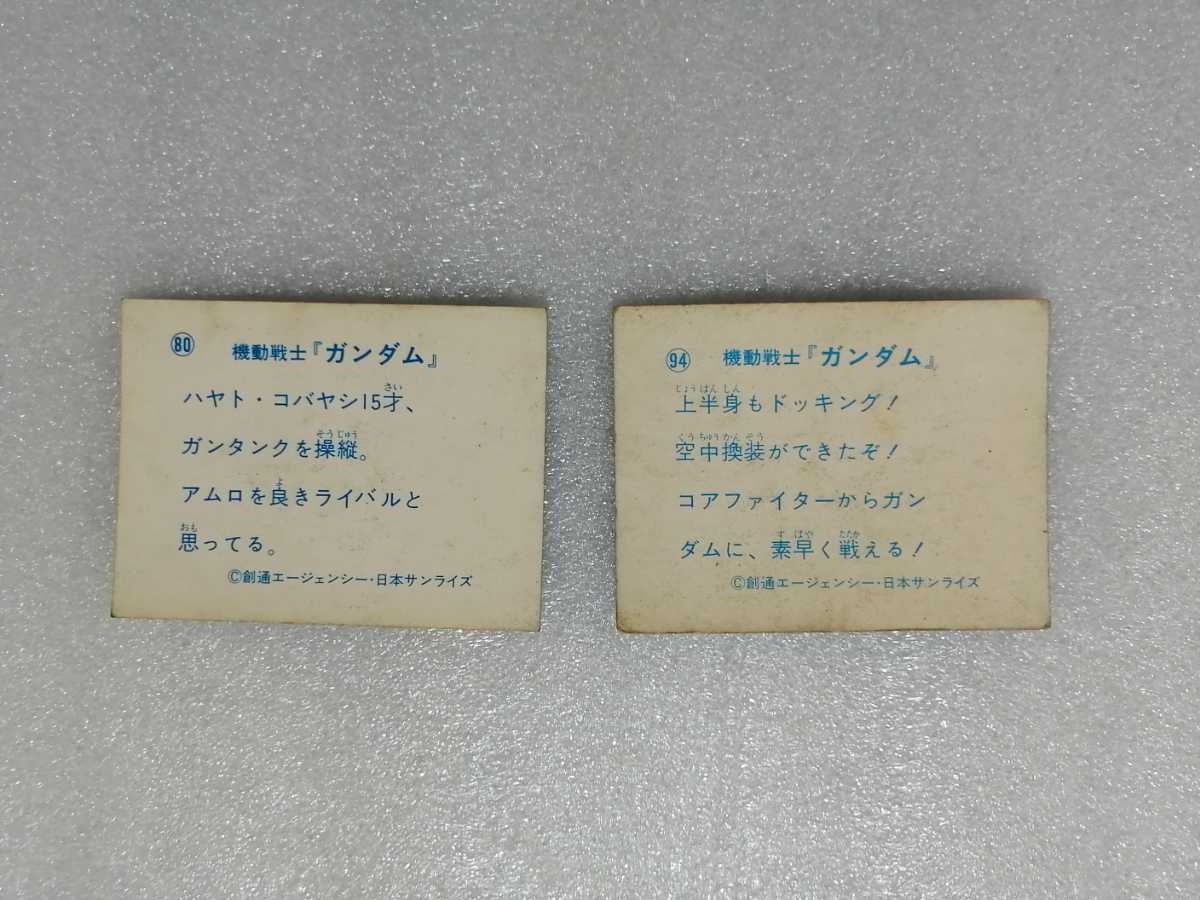 80 機動戦士『ガンダム』
ハヤト・コバヤシ15才、
ガンタンクを操縦。
アムロを良きライバルと
思ってる。
©創通エージェンシー・日本サンライズ
94 機動戦士『ガンダム』
上半身もドッキング!
空中換装ができたぞ!
コアファイターからガン
ダムに、素早く戦える!
©創通エージェンシー・日本サンライズ